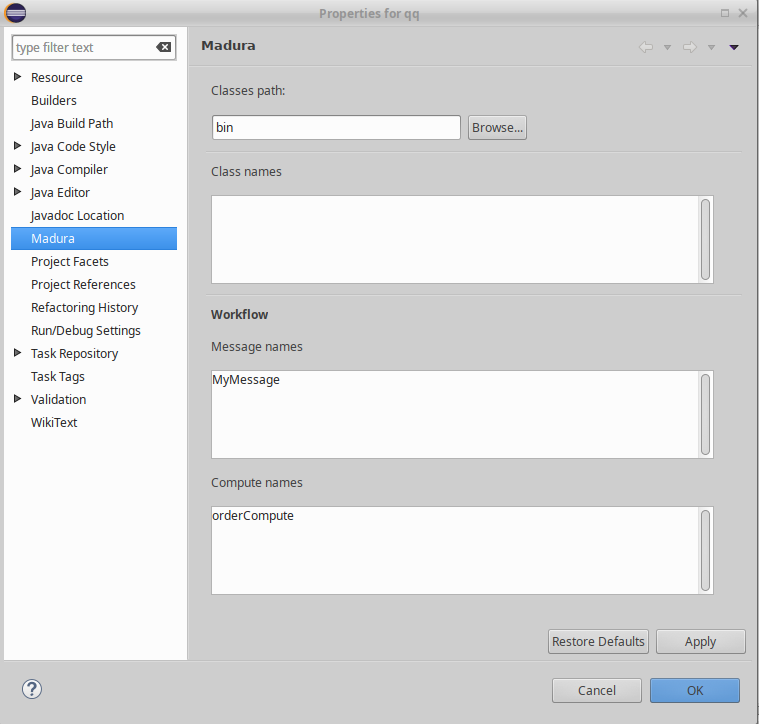 Properties for qq
type filter text
Resource
Builders
Java Build Path
Java Code Style
Java Compiler
Java Editor
Javadoc Location
Madura
Project Facets
Project References
Refactoring History
Run/Debug Settings
Task Repository
Task Tags
Validation
WikiText
Madura
Classes path:
bin
Browse...
Class names
Workflow
Message names
MyMessage
Compute names
orderCompute
Restore Defaults
Apply
?
Cancel
OK